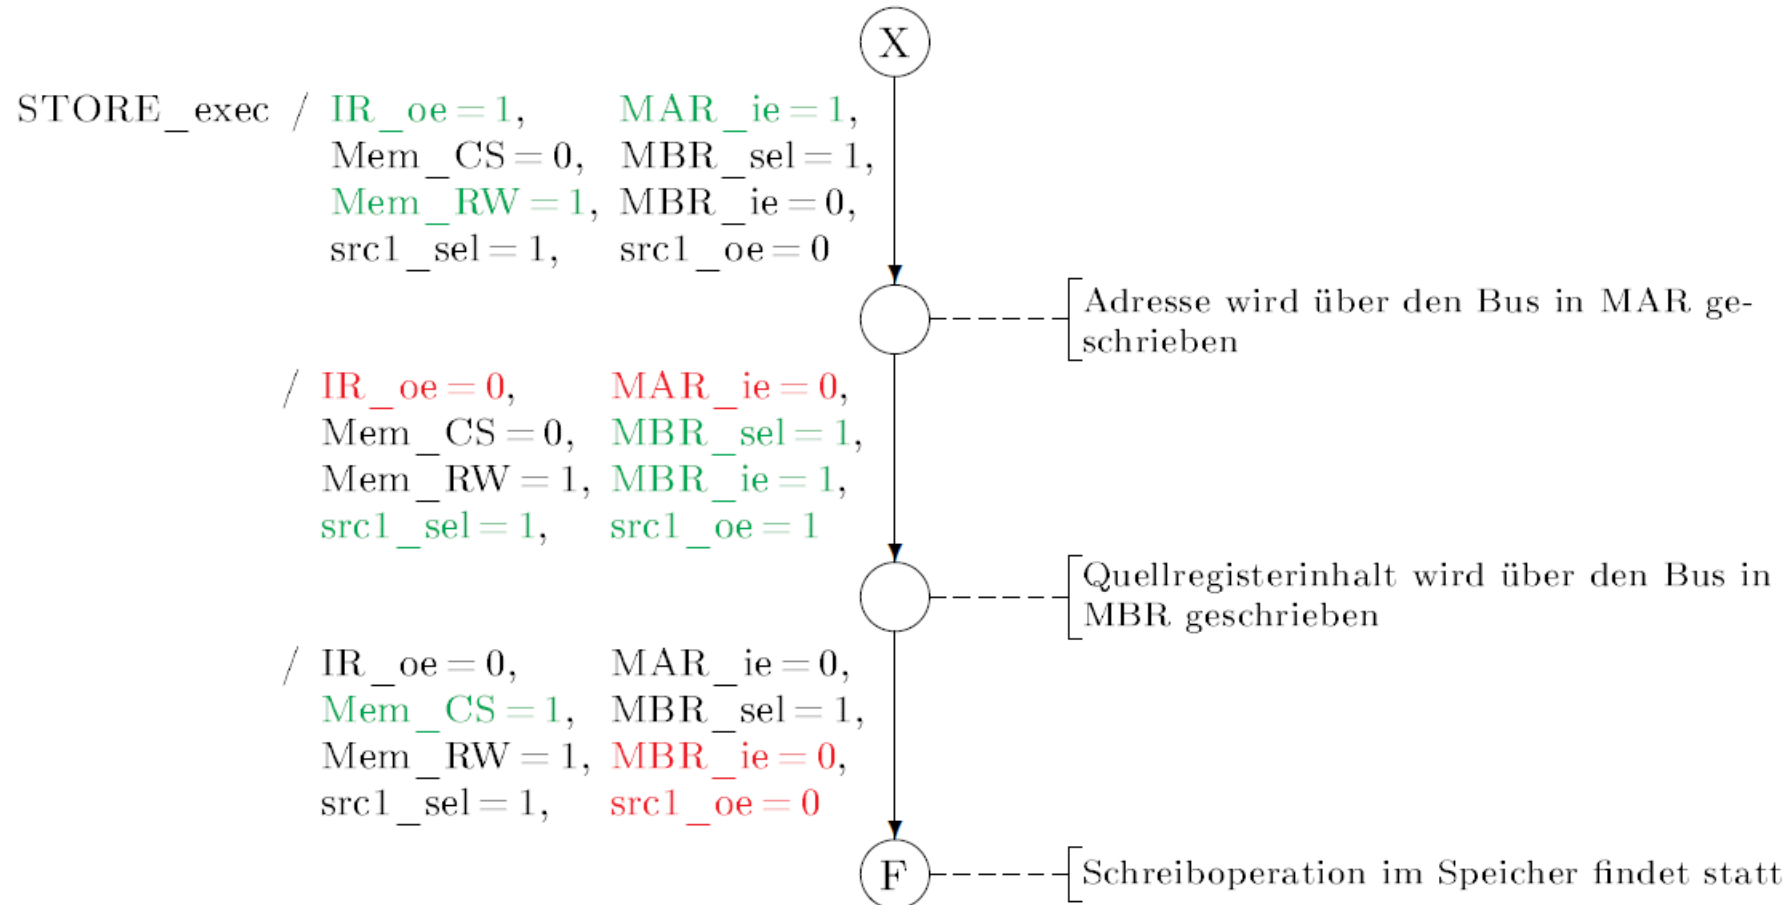 X
STORE_exec / IR_oe = 1, MAR_ie = 1,
Mem_CS = 0, MBR_sel = 1,
Mem_RW = 1, MBR_ie = 0,
src1_sel = 1, src1_oe = 0
Adresse wird über den Bus in MAR ge-
schrieben
/ IR_oe = 0, MAR_ie = 0,
Mem_CS = 0, MBR_sel = 1,
Mem_RW = 1, MBR_ie = 1,
src1_sel = 1, src1_oe = 1
Quellregisterinhalt wird über den Bus in
MBR geschrieben
/ IR_oe = 0, MAR_ie = 0,
Mem_CS = 1, MBR_sel = 1,
Mem_RW = 1, MBR_ie = 0,
src1_sel = 1, src1_oe = 0
F
Schreiboperation im Speicher findet statt